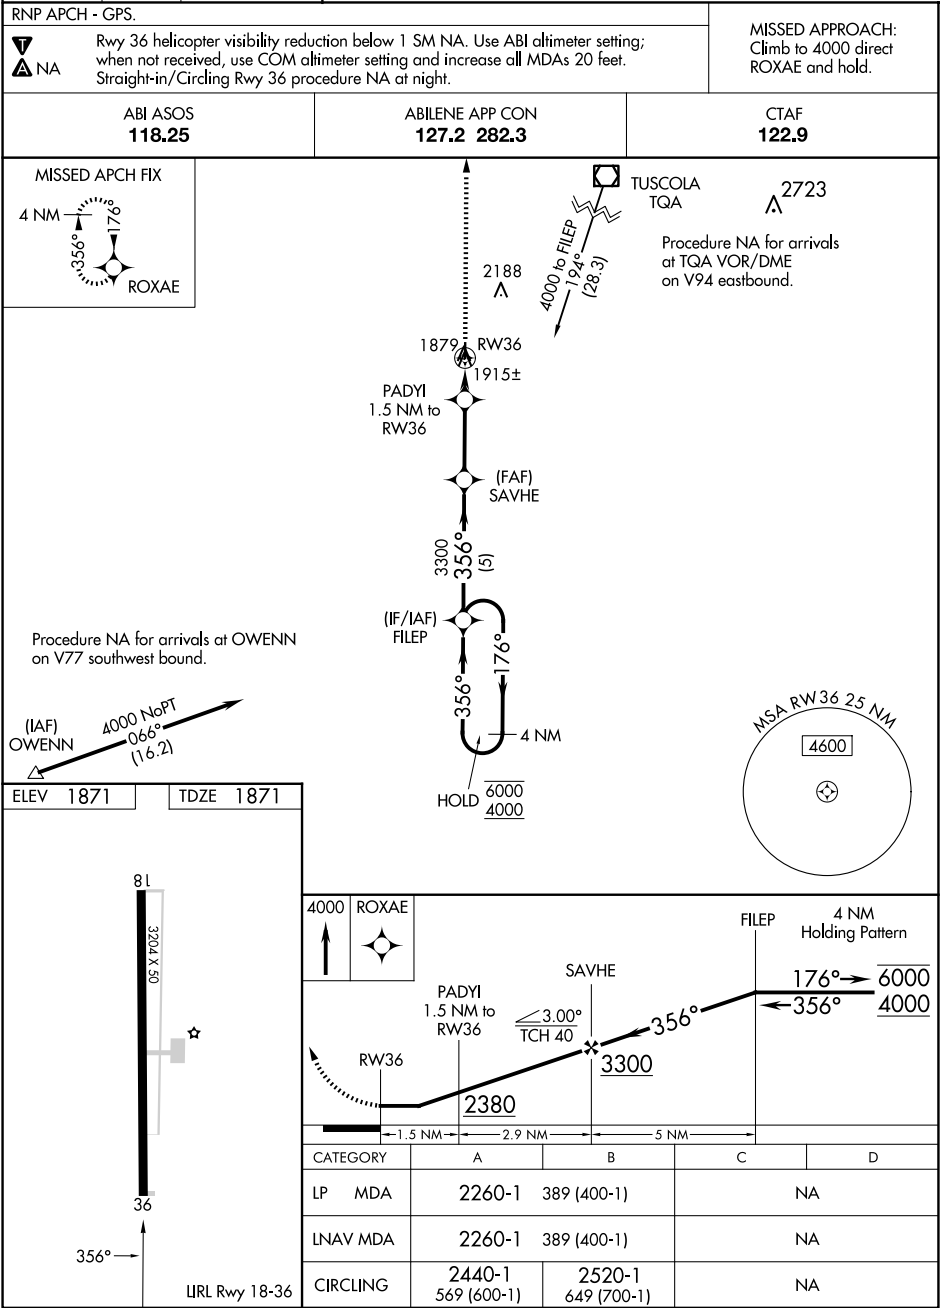 RNP APCH - GPS.
T
A NA
Rwy 36 helicopter visibility reduction below 1 SM NA. Use ABI altimeter setting;
when not received, use COM altimeter setting and increase all MDAs 20 feet.
Straight-in/Circling Rwy 36 procedure NA at night.
MISSED APPROACH:
Climb to 4000 direct
ROXAE and hold.
ABI ASOS
118.25
ABILENE APP CON
127.2 282.3
CTAF
122.9
MISSED APCH FIX
4 NM
356°
176°
ROXAE
TUSCOLA
TQA
2723
Procedure NA for arrivals
at TQA VOR/DME
on V94 eastbound.
4000 to FILEP
194°
(28.3)
2188
1879
RW36
1915±
PADYI
1.5 NM to
RW36
(FAF)
SAVHE
3300
356°
(5)
(IF/IAF)
FILEP
176°
356°
4 NM
HOLD
6000
4000
Procedure NA for arrivals at OWENN
on V77 southwest bound.
(IAF)
OWENN
4000 NoPT
066°
(16.2)
MSA RW36 25 NM
4600
ELEV 1871
TDZE 1871
18
3204 X 50
36
356°
LIRL Rwy 18-36
4000
ROXAE
FILEP
4 NM
Holding Pattern
176°
6000
356°
4000
SAVHE
356°
3.00°
TCH 40
3300
PADYI
1.5 NM to
RW36
2380
RW36
1.5 NM
2.9 NM
5 NM
CATEGORY A B C D
LP MDA 2260-1 389 (400-1) NA
LNAV MDA 2260-1 389 (400-1) NA
CIRCLING 2440-1 2520-1 NA
569 (600-1) 649 (700-1)